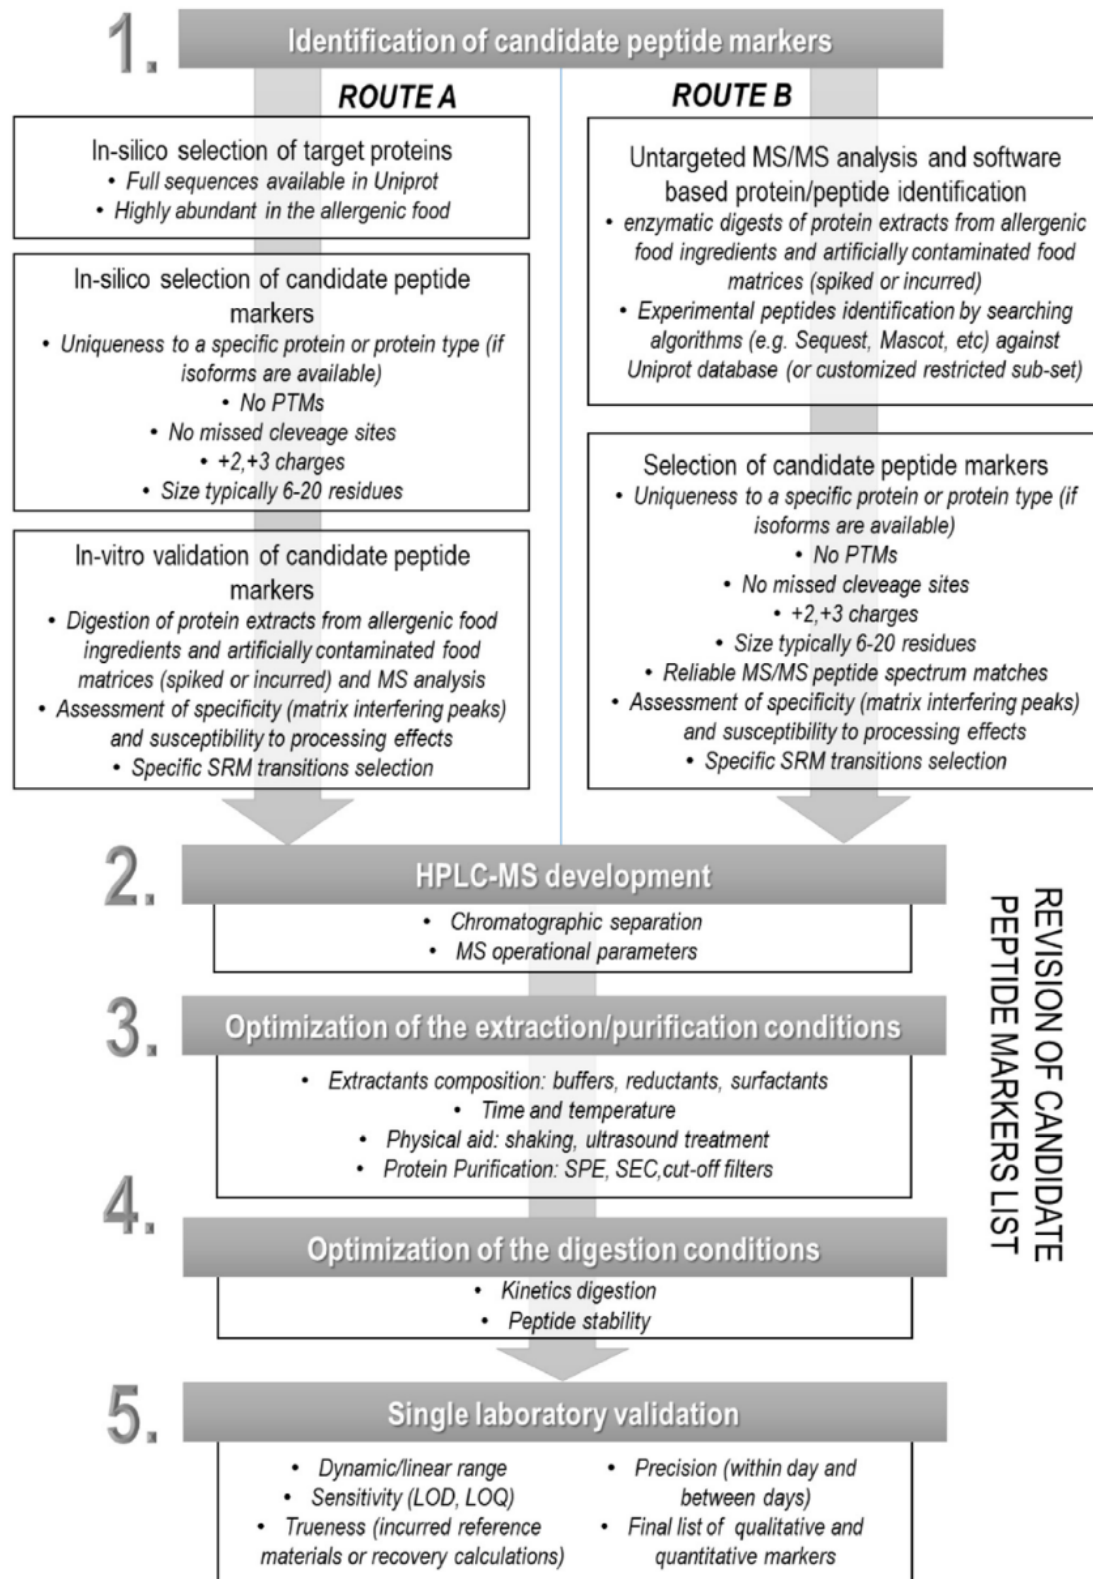 1.
Identification of candidate peptide markers
ROUTE A
In-silico selection of target proteins
• Full sequences available in Uniprot
• Highly abundant in the allergenic food
In-silico selection of candidate peptide
markers
• Uniqueness to a specific protein or protein type (if
isoforms are available)
• No PTMs
• No missed cleveage sites
• +2,+3 charges
• Size typically 6-20 residues
In-vitro validation of candidate peptide
markers
• Digestion of protein extracts from allergenic food
ingredients and artificially contaminated food
matrices (spiked or incurred) and MS analysis
• Assessment of specificity (matrix interfering peaks)
and susceptibility to processing effects
• Specific SRM transitions selection
ROUTE B
Untargeted MS/MS analysis and software
based protein/peptide identification
• enzymatic digests of protein extracts from allergenic
food ingredients and artificially contaminated food
matrices (spiked or incurred)
• Experimental peptides identification by searching
algorithms (e.g. Sequest, Mascot, etc) against
Uniprot database (or customized restricted sub-set)
Selection of candidate peptide markers
• Uniqueness to a specific protein or protein type (if
isoforms are available)
• No PTMs
• No missed cleveage sites
• +2,+3 charges
• Size typically 6-20 residues
• Reliable MS/MS peptide spectrum matches
• Assessment of specificity (matrix interfering peaks)
and susceptibility to processing effects
• Specific SRM transitions selection
2.
HPLC-MS development
• Chromatographic separation
• MS operational parameters
3.
Optimization of the extraction/purification conditions
• Extractants composition: buffers, reductants, surfactants
• Time and temperature
• Physical aid: shaking, ultrasound treatment
• Protein Purification: SPE, SEC,cut-off filters
4.
Optimization of the digestion conditions
• Kinetics digestion
• Peptide stability
5.
Single laboratory validation
• Dynamic/linear range
• Sensitivity (LOD, LOQ)
• Trueness (incurred reference
materials or recovery calculations)
• Precision (within day and
between days)
• Final list of qualitative and
quantitative markers
REVISION OF CANDIDATE
PEPTIDE MARKERS LIST